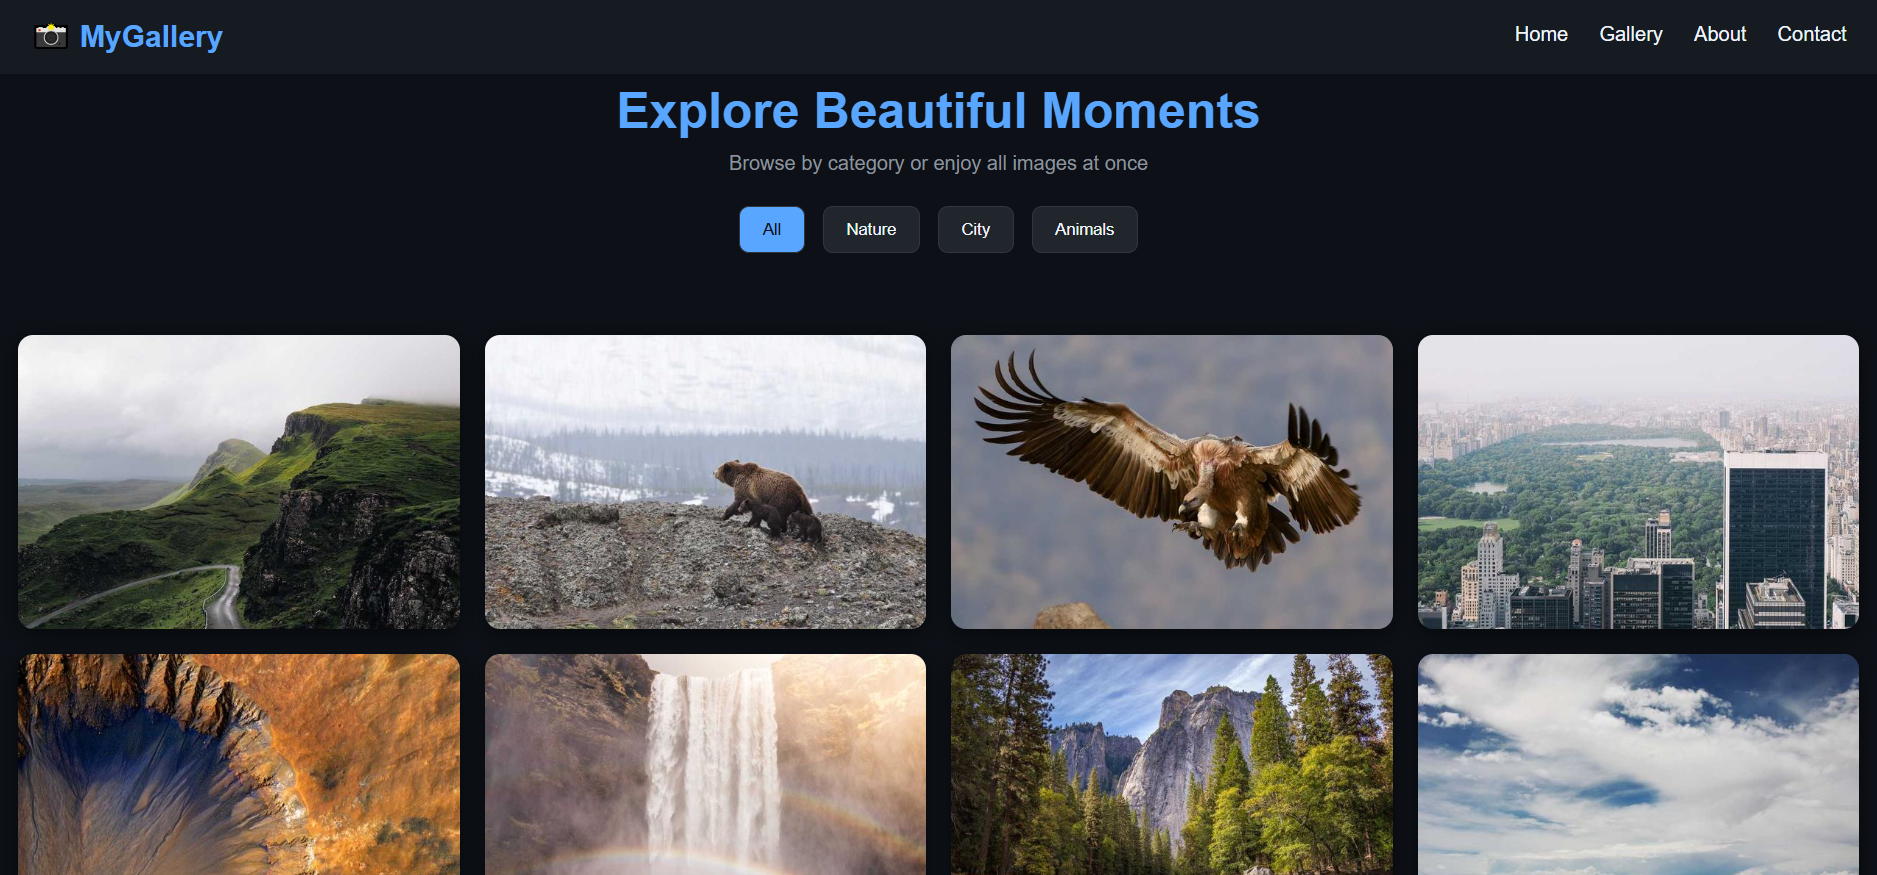 MyGallery
Home Gallery About Contact
Explore Beautiful Moments
Browse by category or enjoy all images at once
All Nature City Animals